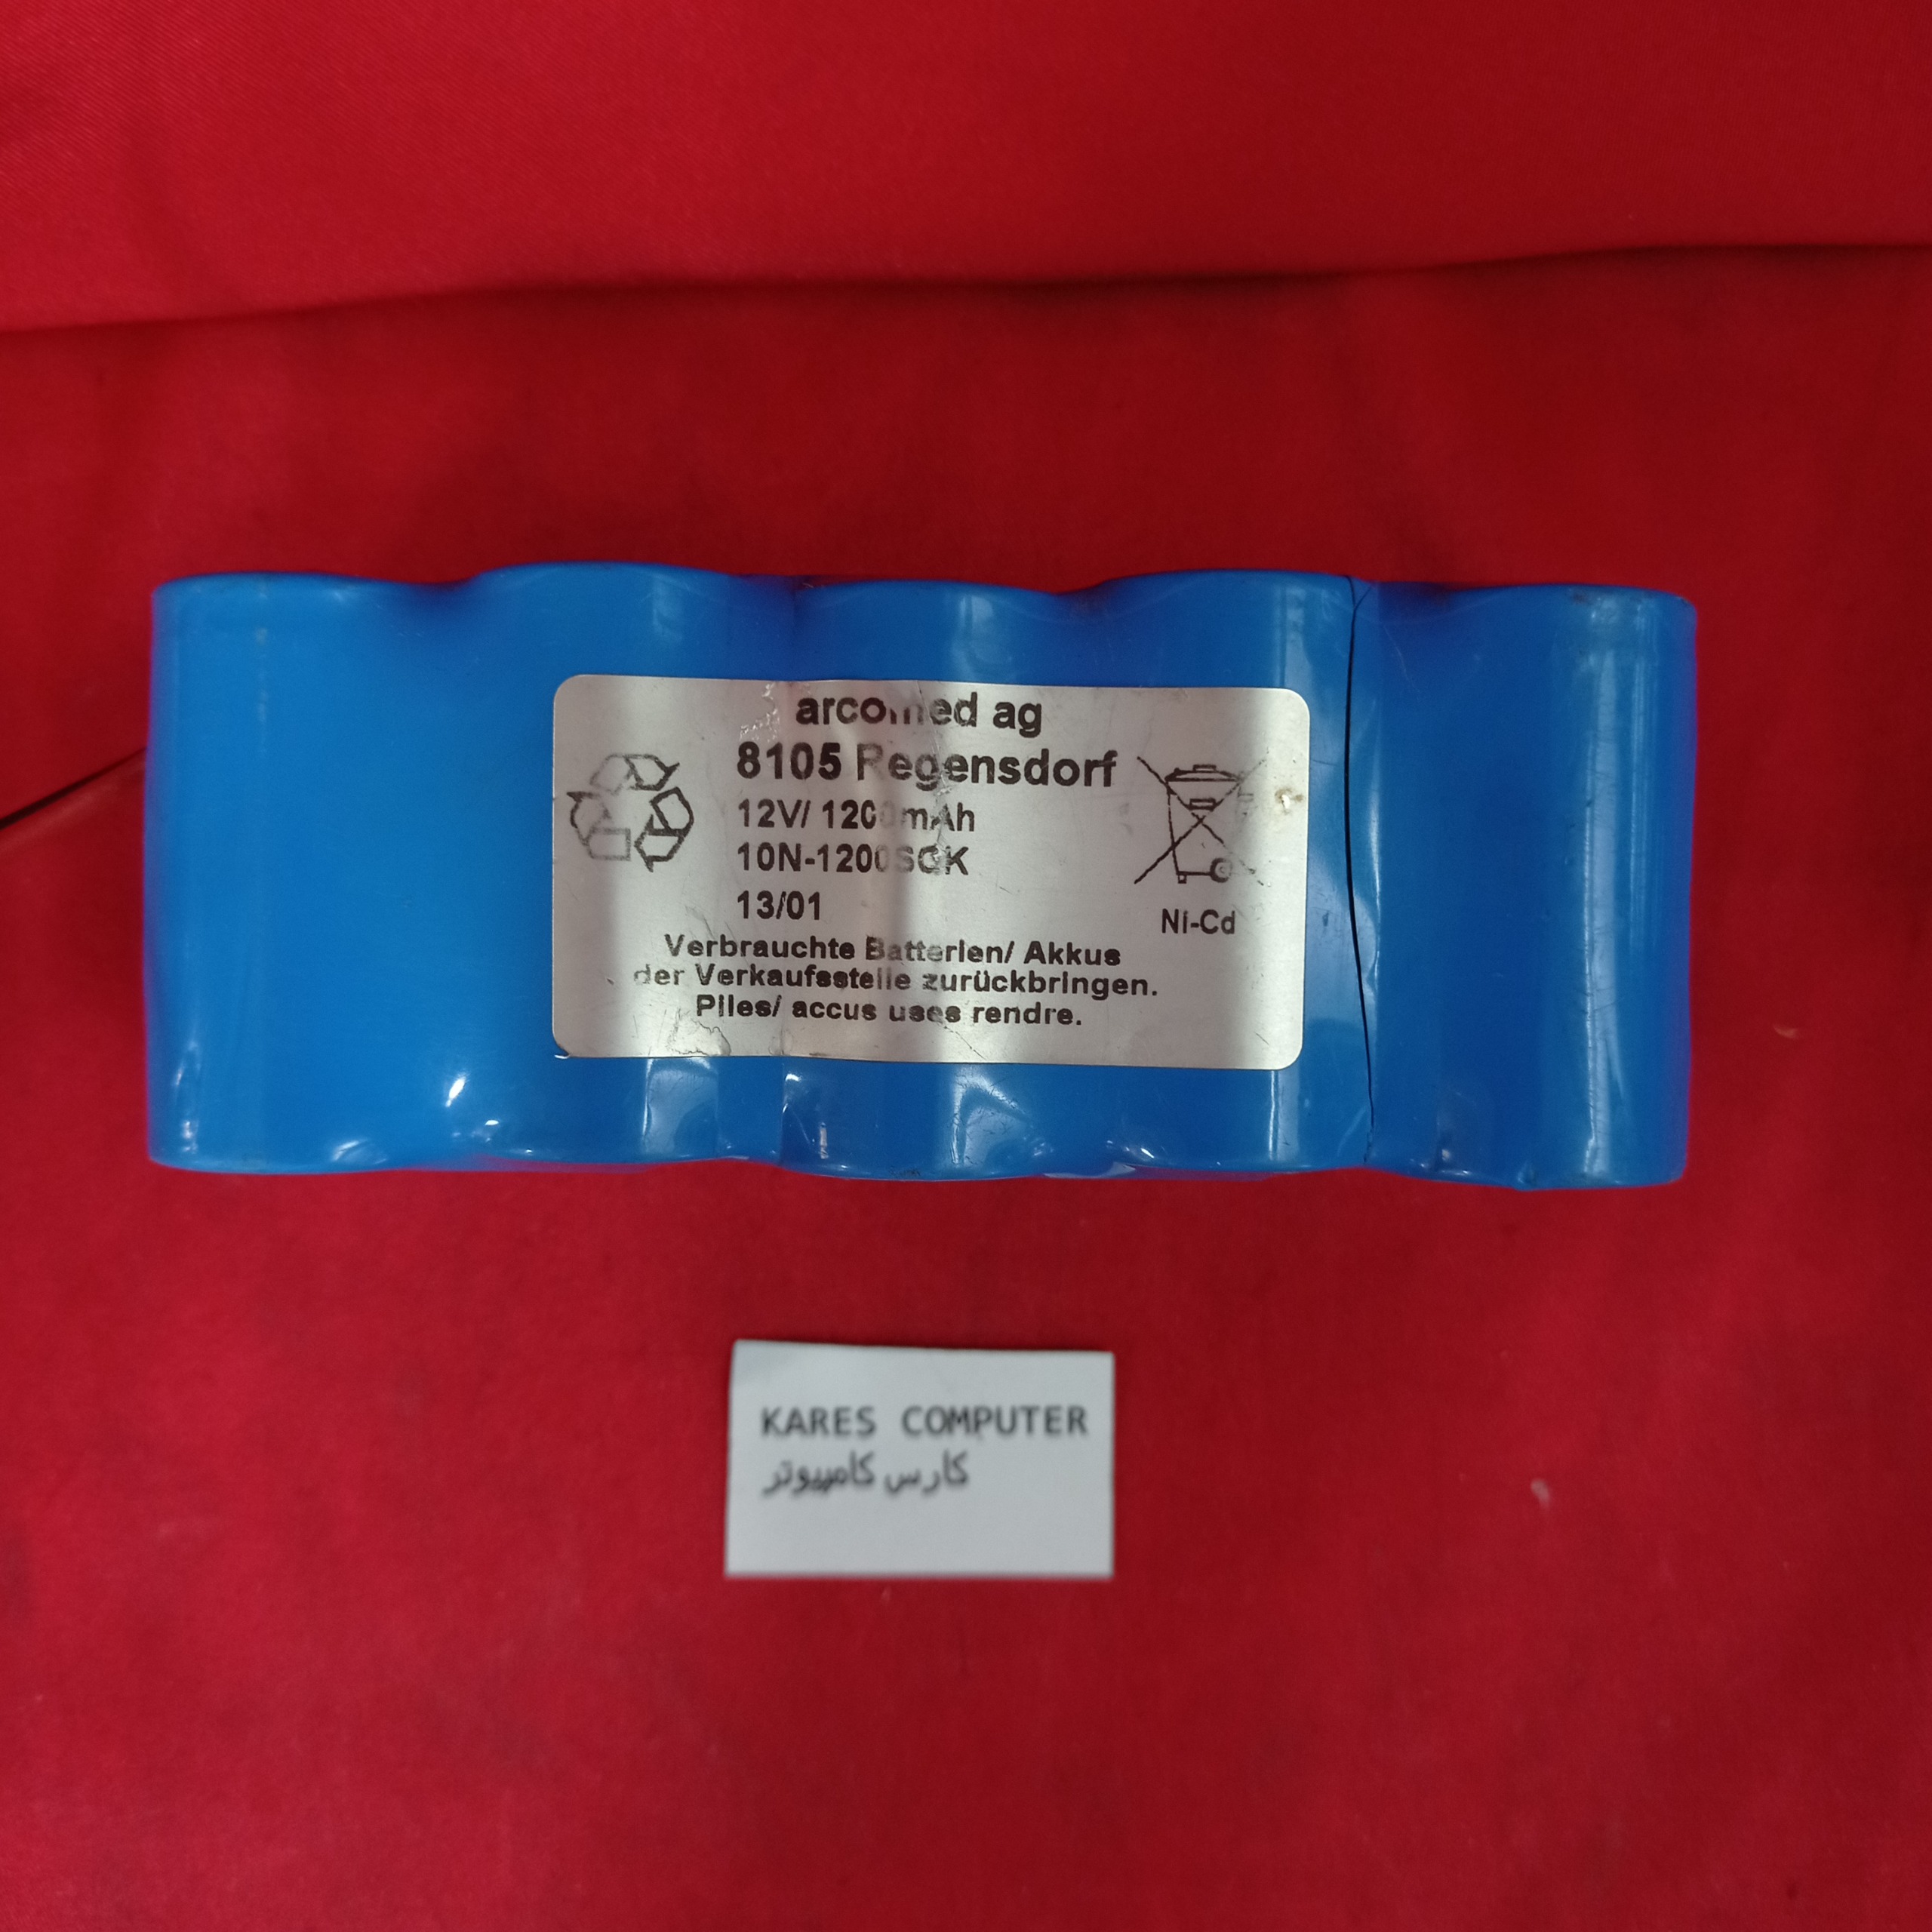 arcomed ag
8105 Regensdorf
12V/ 1200mAh
10N-1200SCK
13/01
Ni-Cd
Verbrauchte Batterien/ Akkus
der Verkaufsstelle zurückbringen.
Piles/ accus uses rendre.
KARES COMPUTER
کارس کامپیوتر